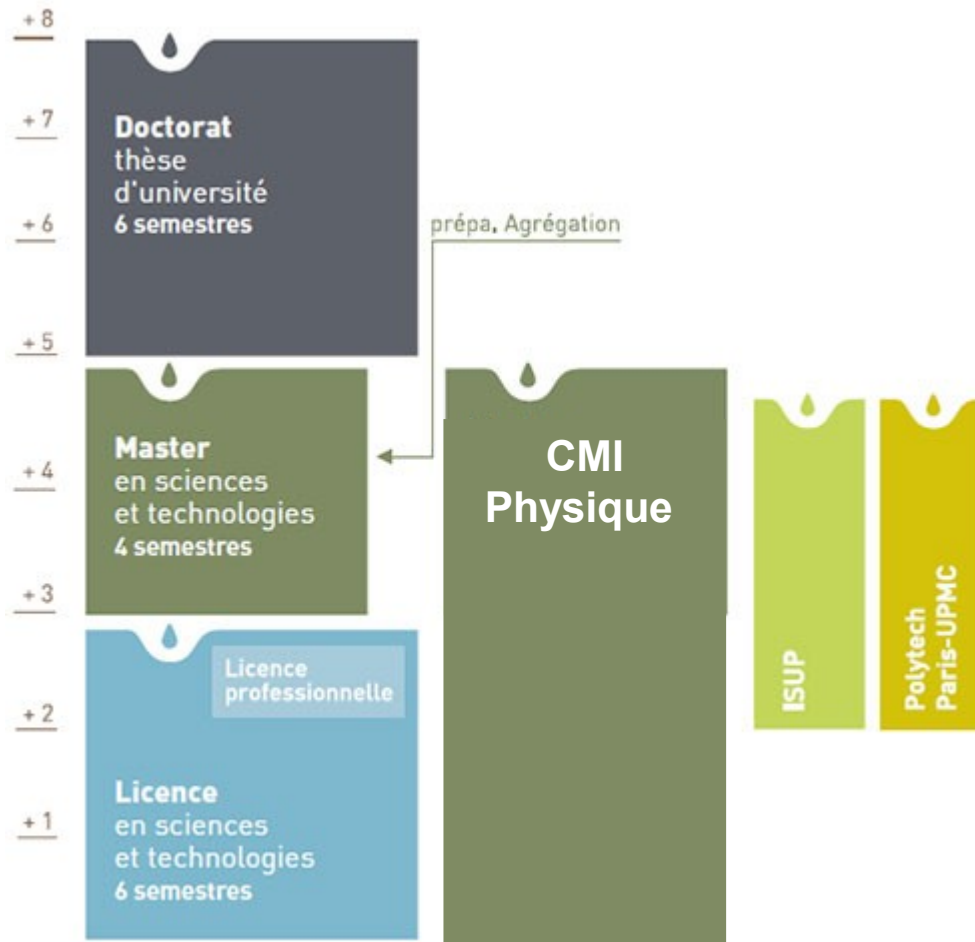 + 8
+ 7
+ 6
+ 5
+ 4
+ 3
+ 2
+ 1
Doctorat
thèse
d'université
6 semestres
prépa, Agrégation
Master
en sciences
et technologies
4 semestres
CMI
Physique
Licence
professionnelle
Licence
en sciences
et technologies
6 semestres
ISUP
Polytech
Paris-UPMC